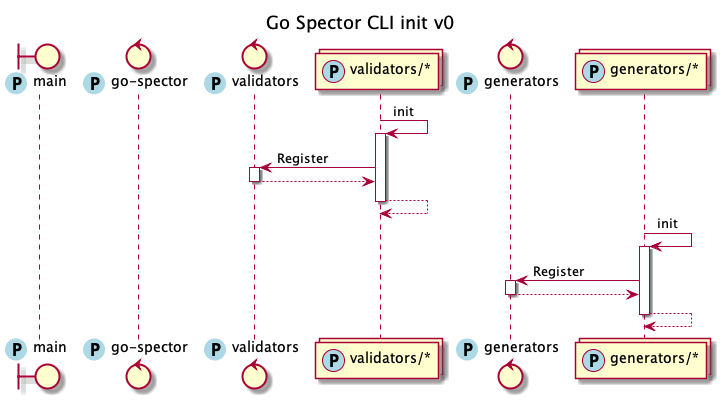 Go Spector CLI init v0
P main P go-spector P validators P validators/* P generators P generators/*
init
Register
init
Register
P main P go-spector P validators P validators/* P generators P generators/*